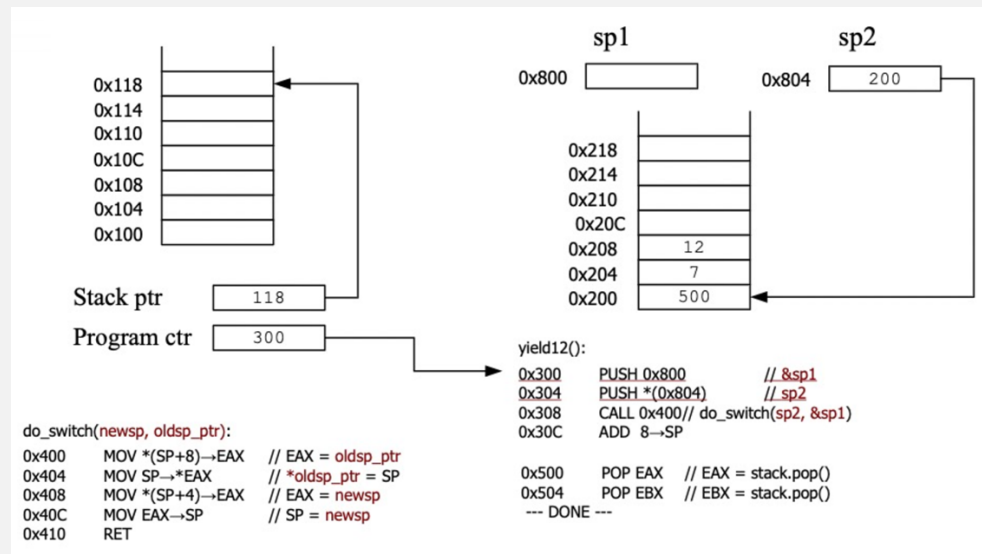 sp1
sp2
0x800
0x804
200
0x118
0x114
0x110
0x10C
0x108
0x104
0x100
0x218
0x214
0x210
0x20C
0x208
12
0x204
7
0x200
500
Stack ptr
118
Program ctr
300
yield12():
0x300 PUSH 0x800 // &sp1
0x304 PUSH *(0x804) // sp2
0x308 CALL 0x400// do_switch(sp2, &sp1)
0x30C ADD 8→SP
0x500 POP EAX // EAX = stack.pop()
0x504 POP EBX // EBX = stack.pop()
--- DONE ---
do_switch(newsp, oldsp_ptr):
0x400 MOV *(SP+8)→EAX // EAX = oldsp_ptr
0x404 MOV SP→*EAX // *oldsp_ptr = SP
0x408 MOV *(SP+4)→EAX // EAX = newsp
0x40C MOV EAX→SP // SP = newsp
0x410 RET